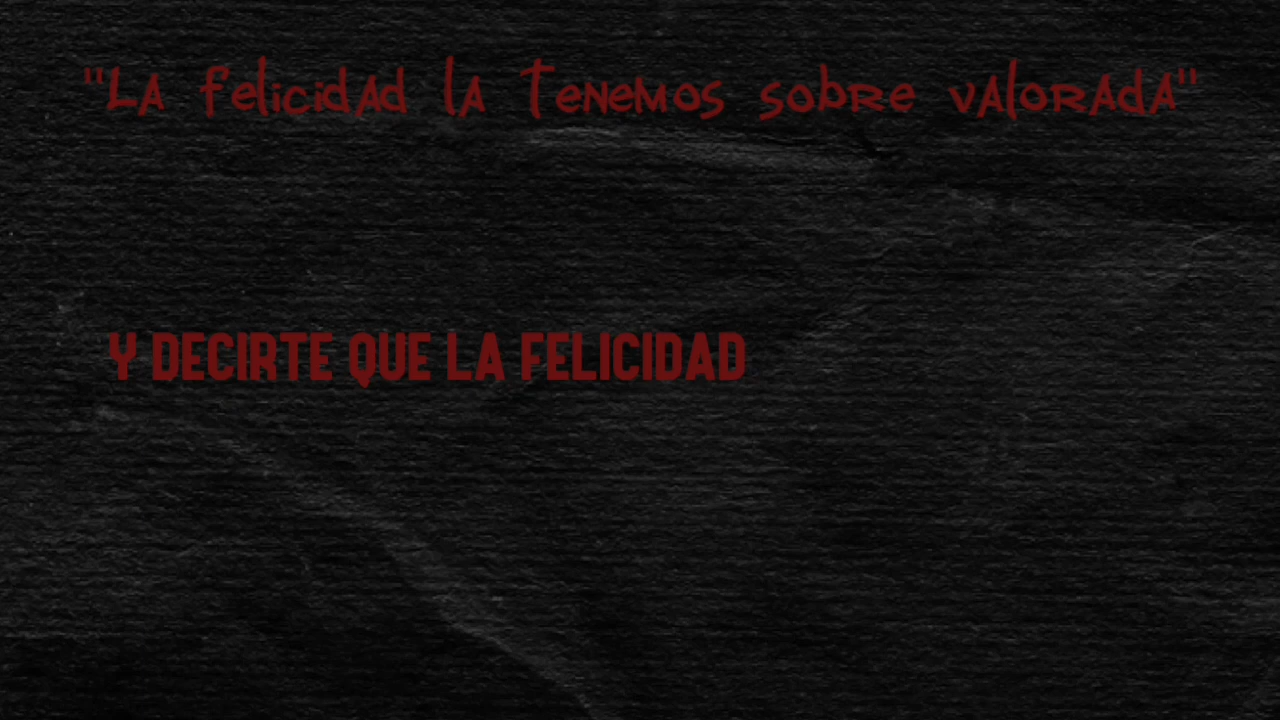 "LA felicidAd lA TENEMOS sobRE vAlORAdA"
Y DECIRTE QUE LA FELICIDAD